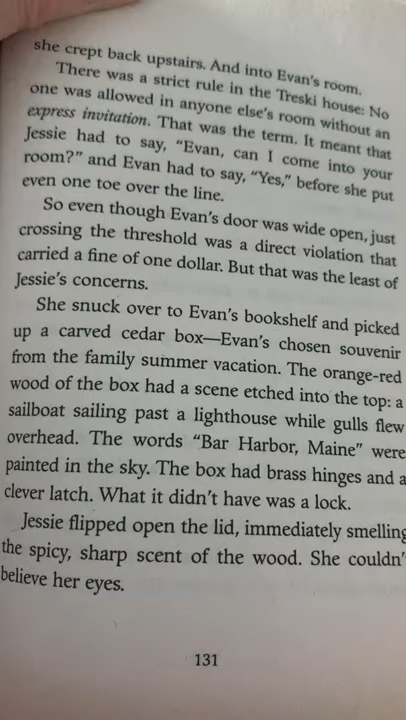 she crept back upstairs. And into Evan's room.
There was a strict rule in the Treski house: No
one was allowed in anyone else's room without an
express invitation. That was the term. It meant that
Jessie had to say, "Evan, can I come into your
room?" and Evan had to say, "Yes," before she put
even one toe over the line.
So even though Evan's door was wide open, just
crossing the threshold was a direct violation that
carried a fine of one dollar. But that was the least of
Jessie's concerns.
She snuck over to Evan's bookshelf and picked
up a carved cedar box—Evan's chosen souvenir
from the family summer vacation. The orange-red
wood of the box had a scene etched into the top: a
sailboat sailing past a lighthouse while gulls flew
overhead. The words "Bar Harbor, Maine" were
painted in the sky. The box had brass hinges and a
clever latch. What it didn't have was a lock.
Jessie flipped open the lid, immediately smelling
the spicy, sharp scent of the wood. She couldn'
believe her eyes.
131